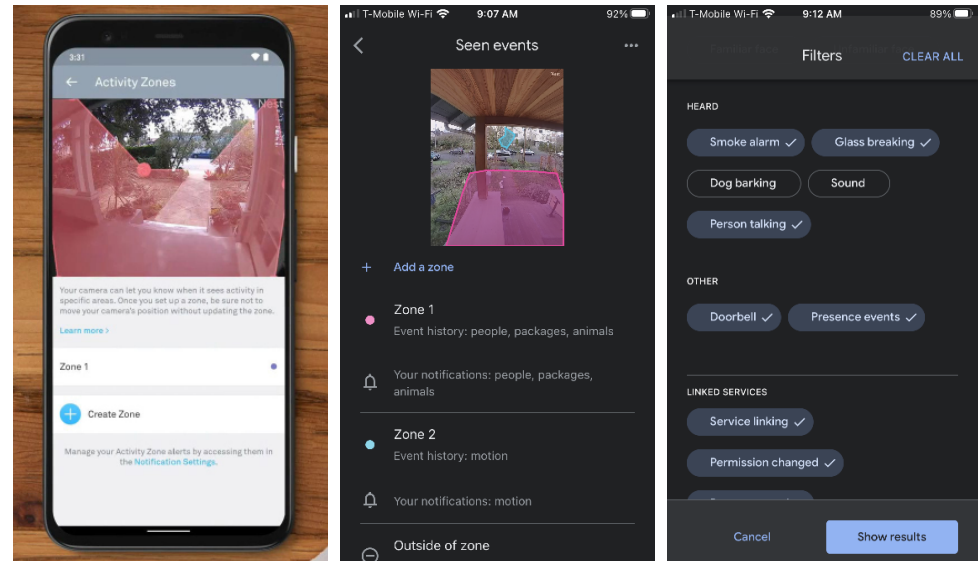 3:31
Activity Zones
Nest
Your camera can let you know when it sees activity in
specific areas. Once you set up a zone, be sure not to
move your camera's position without updating the zone.
Learn more >
Zone 1
Create Zone
Manage your Activity Zone alerts by accessing them in
the Notification Settings.
T-Mobile Wi-Fi 9:07 AM 92%
Seen events
Add a zone
Zone 1
Event history: people, packages, animals
Your notifications: people, packages,
animals
Zone 2
Event history: motion
Your notifications: motion
Outside of zone
T-Mobile Wi-Fi 9:12 AM 89%
Filters
CLEAR ALL
HEARD
Smoke alarm
Glass breaking
Dog barking
Sound
Person talking
OTHER
Doorbell
Presence events
LINKED SERVICES
Service linking
Permission changed
Cancel
Show results